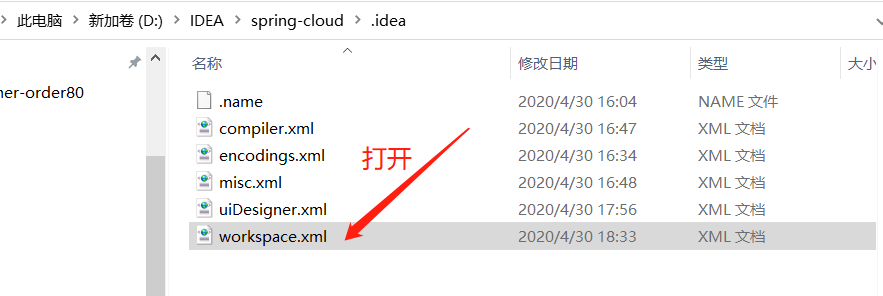 此电脑 > 新加卷 (D:) > IDEA > spring-cloud > .idea
名称 修改日期 类型 大小
ner-order80
.name 2020/4/30 16:04 NAME 文件
compiler.xml 2020/4/30 16:47 XML 文档
encodings.xml 2020/4/30 16:34 XML 文档
打开
misc.xml 2020/4/30 16:48 XML 文档
uiDesigner.xml 2020/4/30 17:56 XML 文档
workspace.xml 2020/4/30 18:33 XML 文档